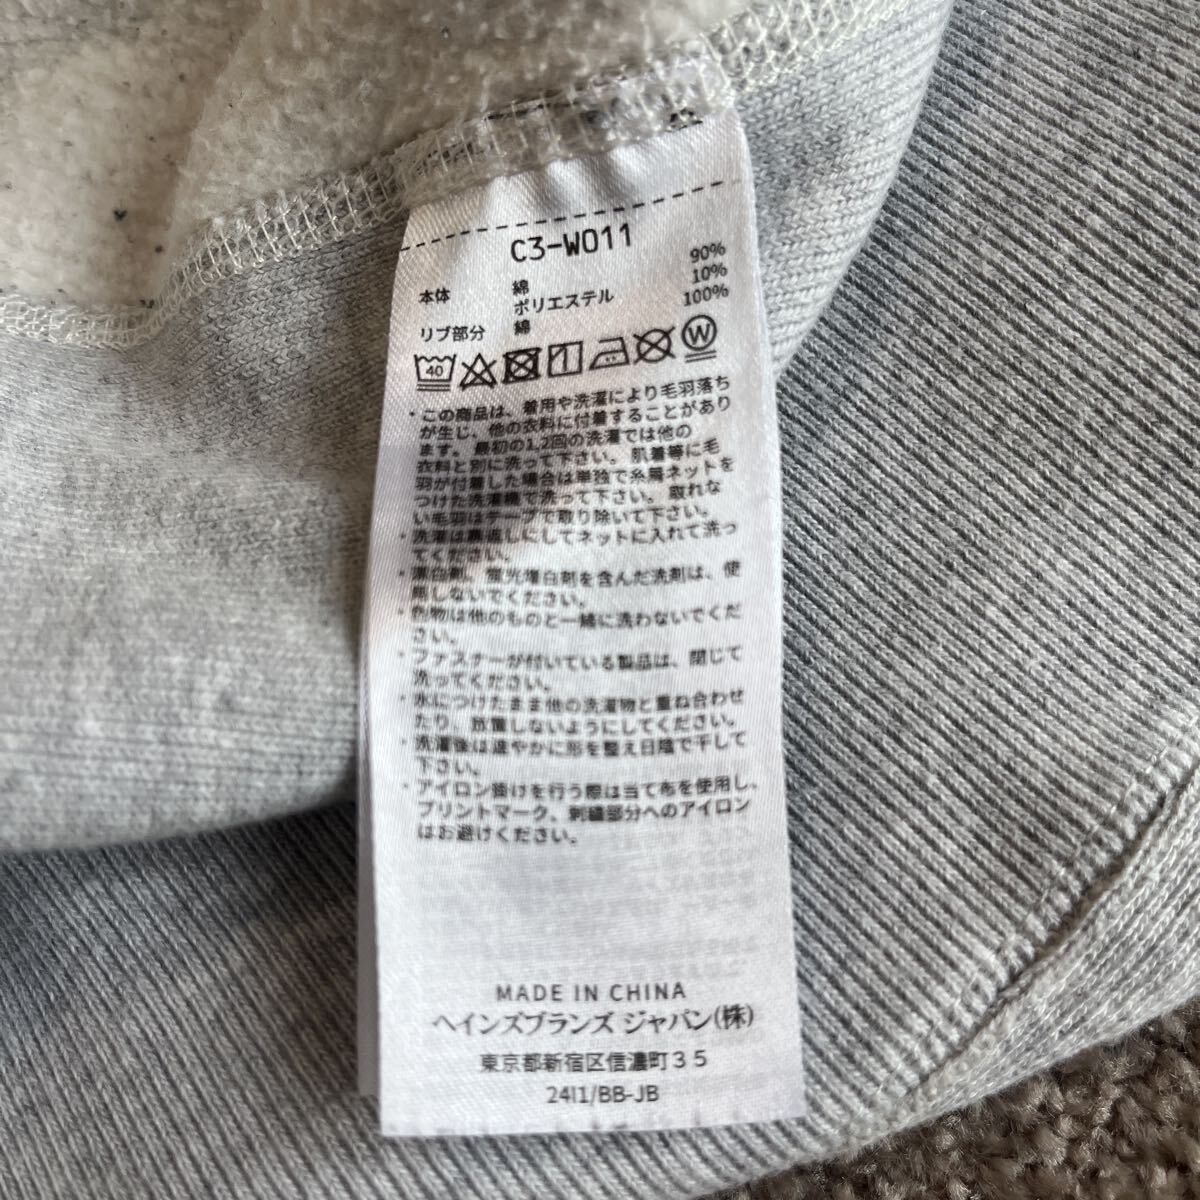 C3-W011
本体 綿 90%
ポリエステル 10%
リブ部分 綿 100%
40
W
・この商品は、着用や洗濯により毛羽落ち
が生じ、他の衣料に付着することがあり
ます。最初の1,2回の洗濯では他の
衣料と別に洗って下さい。肌着等に毛
羽が付着した場合は単独で糸屑ネットを
つけた洗濯機で洗って下さい。取れな
い毛羽はテープで取り除いて下さい。
・洗濯は裏返しにしてネットに入れて洗っ
てください。
・漂白剤、蛍光増白剤を含んだ洗剤は、使
用しないでください。
・色物は他のものと一緒に洗わないでくだ
さい。
・ファスナーが付いている製品は、閉じて
洗ってください。
・水につけたまま他の洗濯物と重ね合わせ
たり、放置しないようにしてください。
・洗濯後は速やかに形を整え日陰で干して
下さい。
・アイロン掛けを行う際は当て布を使用し、
プリントマーク、刺繍部分へのアイロン
はお避けください。
MADE IN CHINA
ヘインズブランズ ジャパン(株)
東京都新宿区信濃町35
24I1/BB-JB